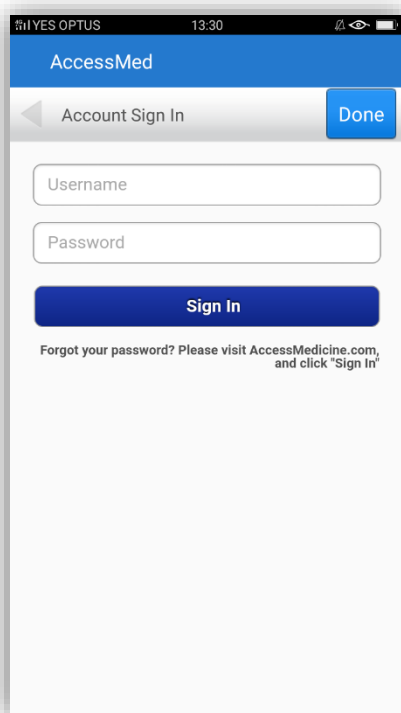 YES OPTUS 13:30
AccessMed
Account Sign In Done
Username
Password
Sign In
Forgot your password? Please visit AccessMedicine.com,
and click "Sign In"